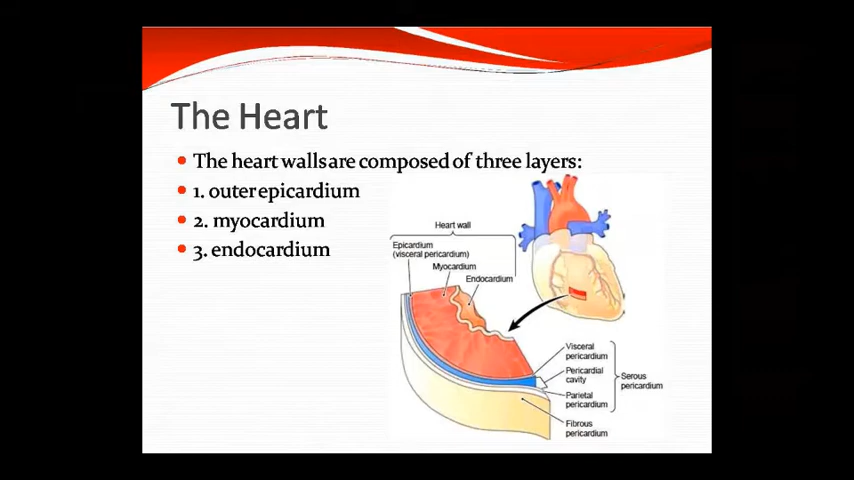 The Heart
The heart walls are composed of three layers:
1. outer epicardium
2. myocardium
3. endocardium
Heart wall
Epicardium
(visceral pericardium)
Myocardium
Endocardium
Visceral
pericardium
Pericardial
cavity
Serous
pericardium
Parietal
pericardium
Fibrous
pericardium